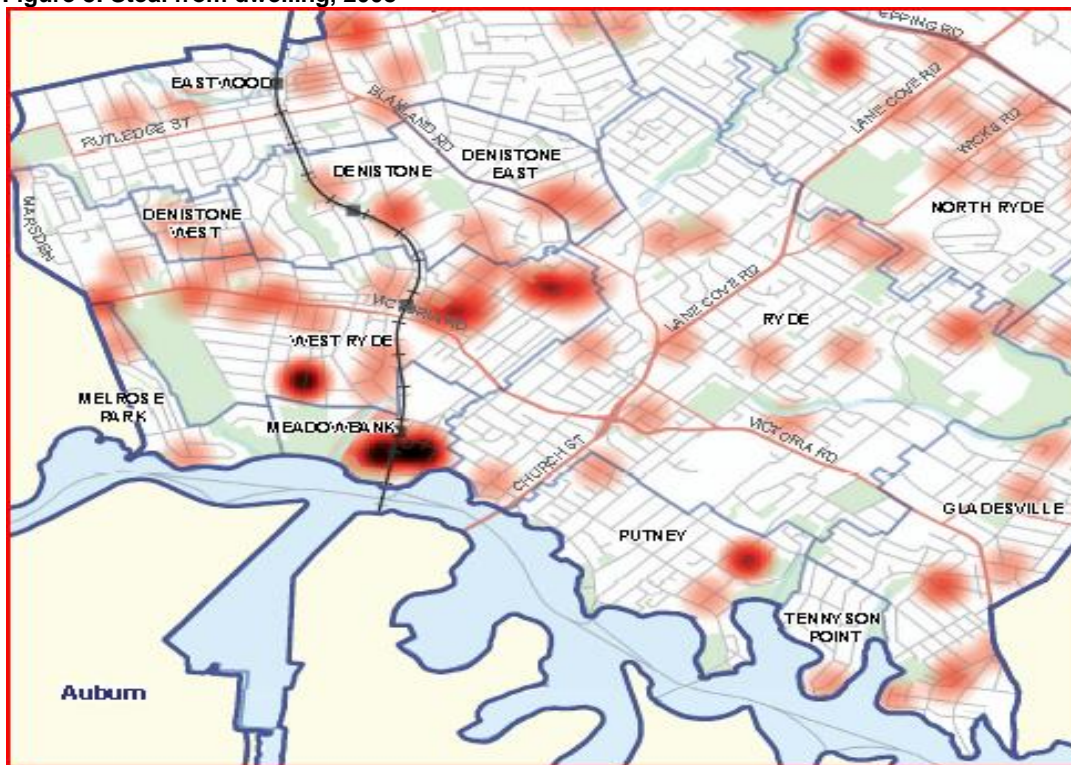 EASTWOOD
EPPING RD
BLAXLAND RD
LANE COVE RD
RUTLEDGE ST
WICKS RD
DENISTONE
EAST
DENISTONE
DENISTONE
WEST
MARSDEN
NORTH RYDE
LANE COVE RD
VICTORIA RD
RYDE
WEST RYDE
MELROSE
PARK
MEADOWBANK
VICTORIA RD
CHURCH ST
GLADESVILLE
PUTNEY
TENNYSON
POINT
Auburn